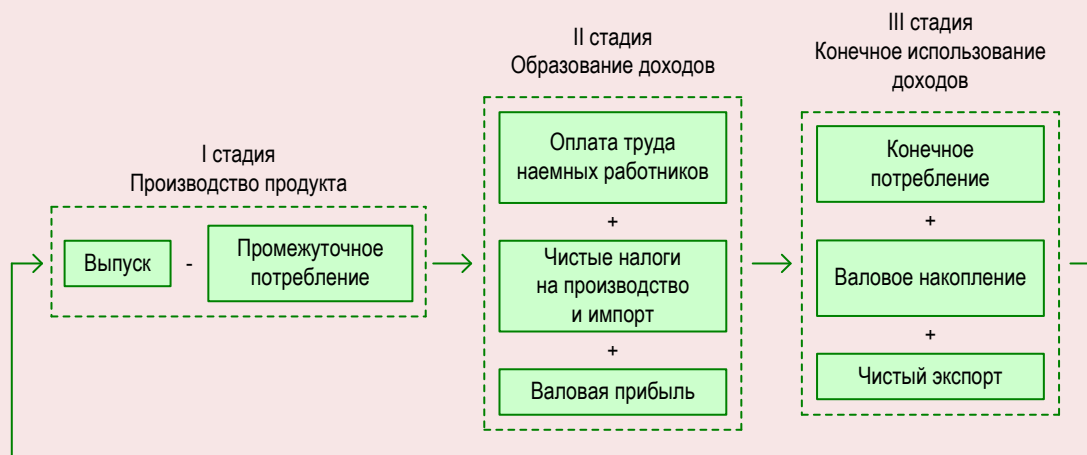 I стадия
Производство продукта
Выпуск
-
Промежуточное
потребление
II стадия
Образование доходов
Оплата труда
наемных работников
+
Чистые налоги
на производство
и импорт
+
Валовая прибыль
III стадия
Конечное использование
доходов
Конечное
потребление
+
Валовое накопление
+
Чистый экспорт